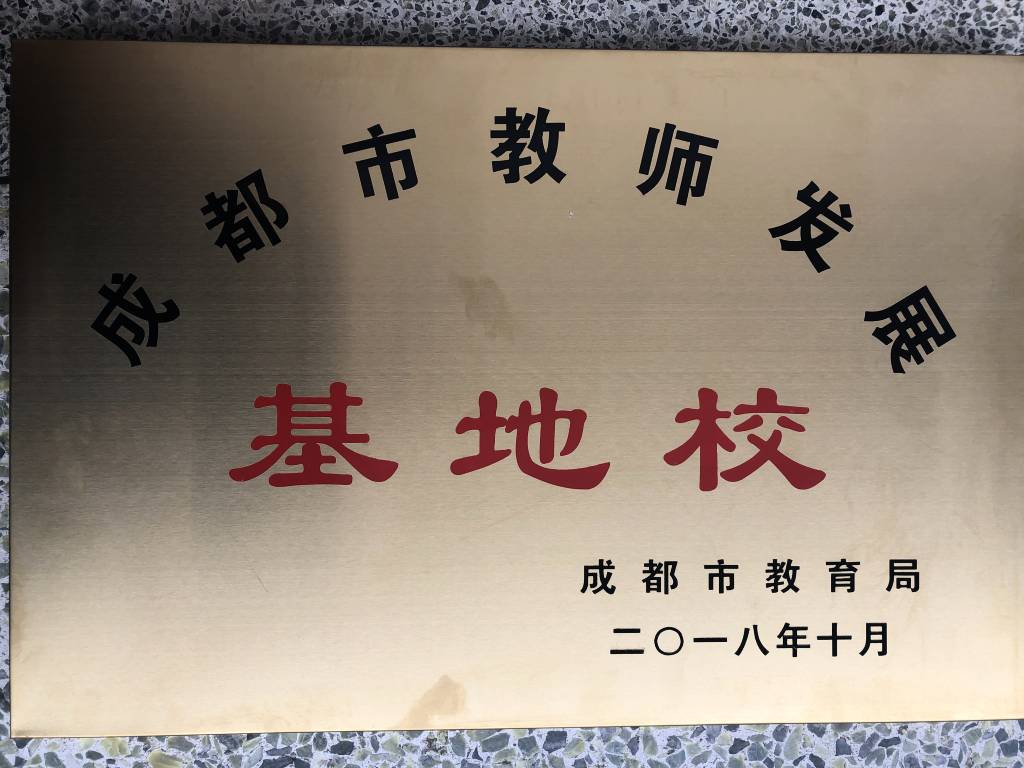 成都市教师发展
基地校
成都市教育局
二〇一八年十月